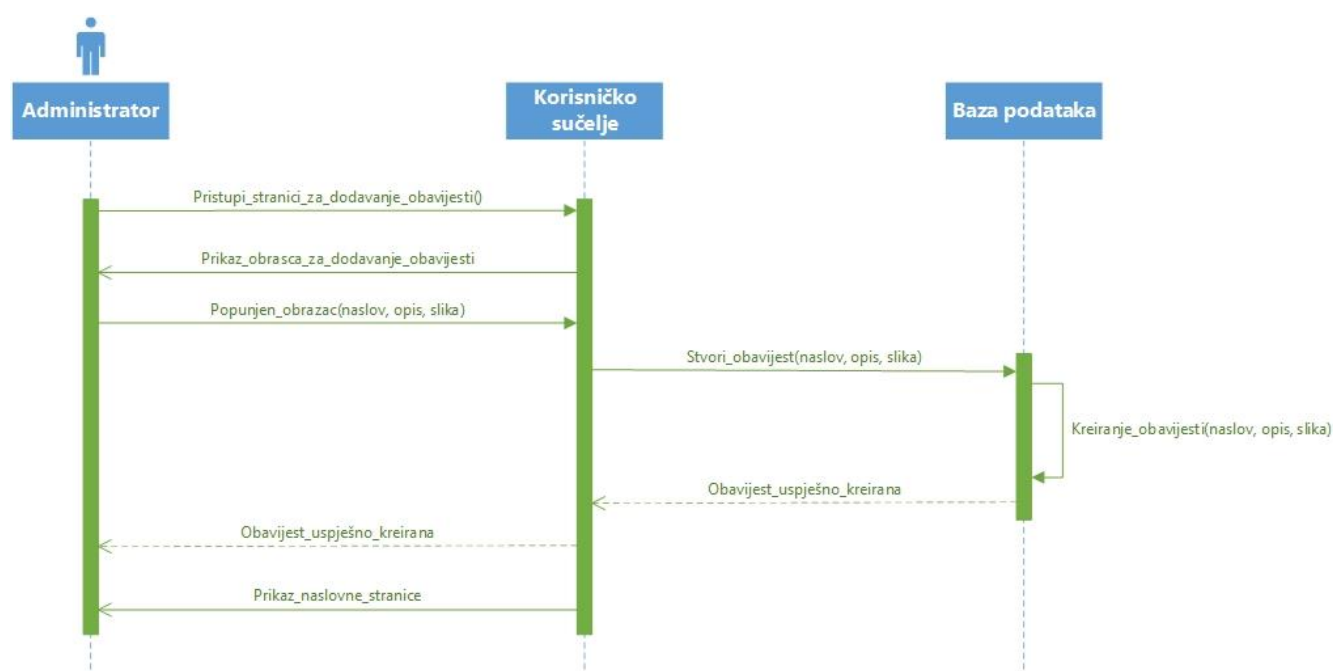 Administrator
Korisničko
sučelje
Baza podataka
Pristupi_stranici_za_dodavanje_obavijesti()
Prikaz_obrasca_za_dodavanje_obavijesti
Popunjen_obrazac(naslov, opis, slika)
Stvori_obavijest(naslov, opis, slika)
Kreiranje_obavijesti(naslov, opis, slika)
Obavijest_uspješno_kreirana
Obavijest_uspješno_kreirana
Prikaz_naslovne_stranice